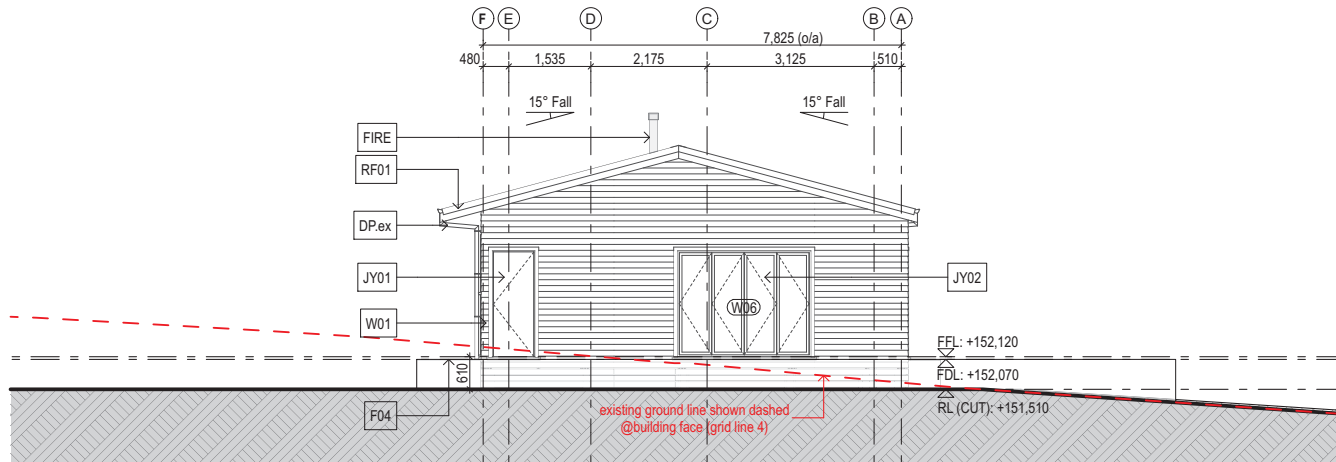 F E D C B A
7,825 (o/a)
480 1,535 2,175 3,125 510
15° Fall 15° Fall
FIRE
RF01
DP.ex
JY01 JY02
W06
W01
FFL: +152,120
610
FDL: +152,070
F04
RL (CUT): +151,510
existing ground line shown dashed
@building face (grid line 4)